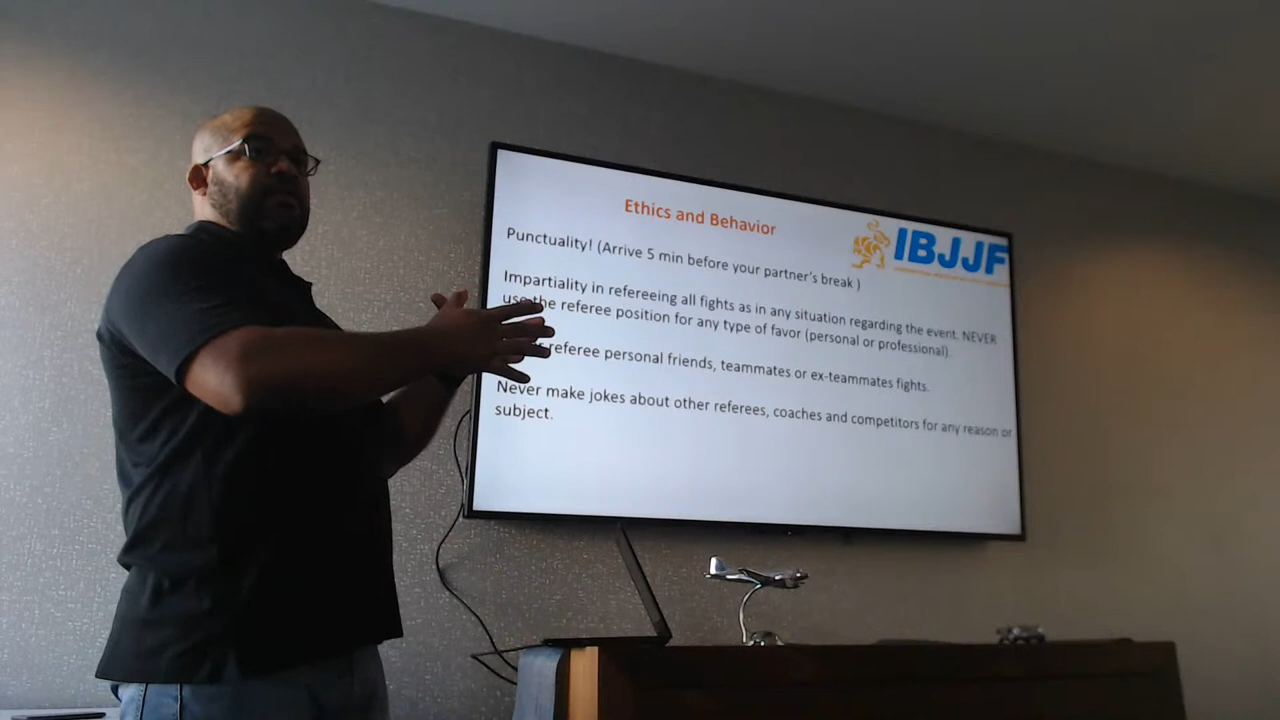 Ethics and Behavior
IBJJF
Punctuality! (Arrive 5 min before your partner's break )
Impartiality in refereeing all fights as in any situation regarding the event. NEVER
use the referee position for any type of favor (personal or professional).
referee personal friends, teammates or ex-teammates fights.
Never make jokes about other referees, coaches and competitors for any reason or
subject.